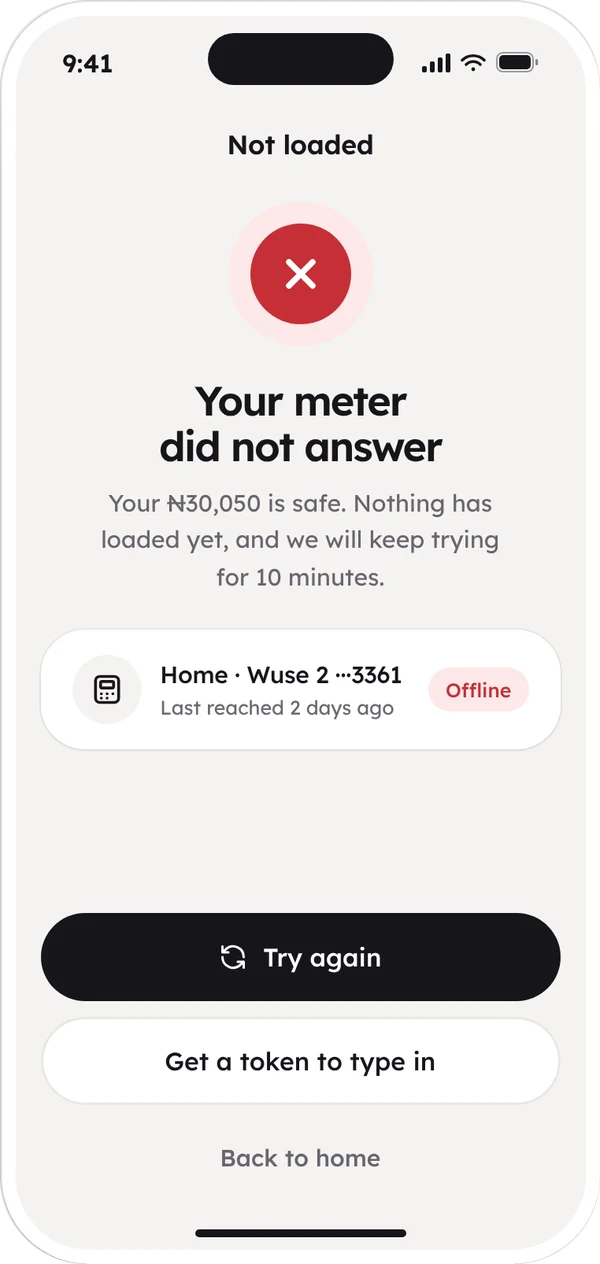 9:41
Not loaded
Your meter
did not answer
Your ₦30,050 is safe. Nothing has
loaded yet, and we will keep trying
for 10 minutes.
Home · Wuse 2 ···3361
Last reached 2 days ago
Offline
Try again
Get a token to type in
Back to home